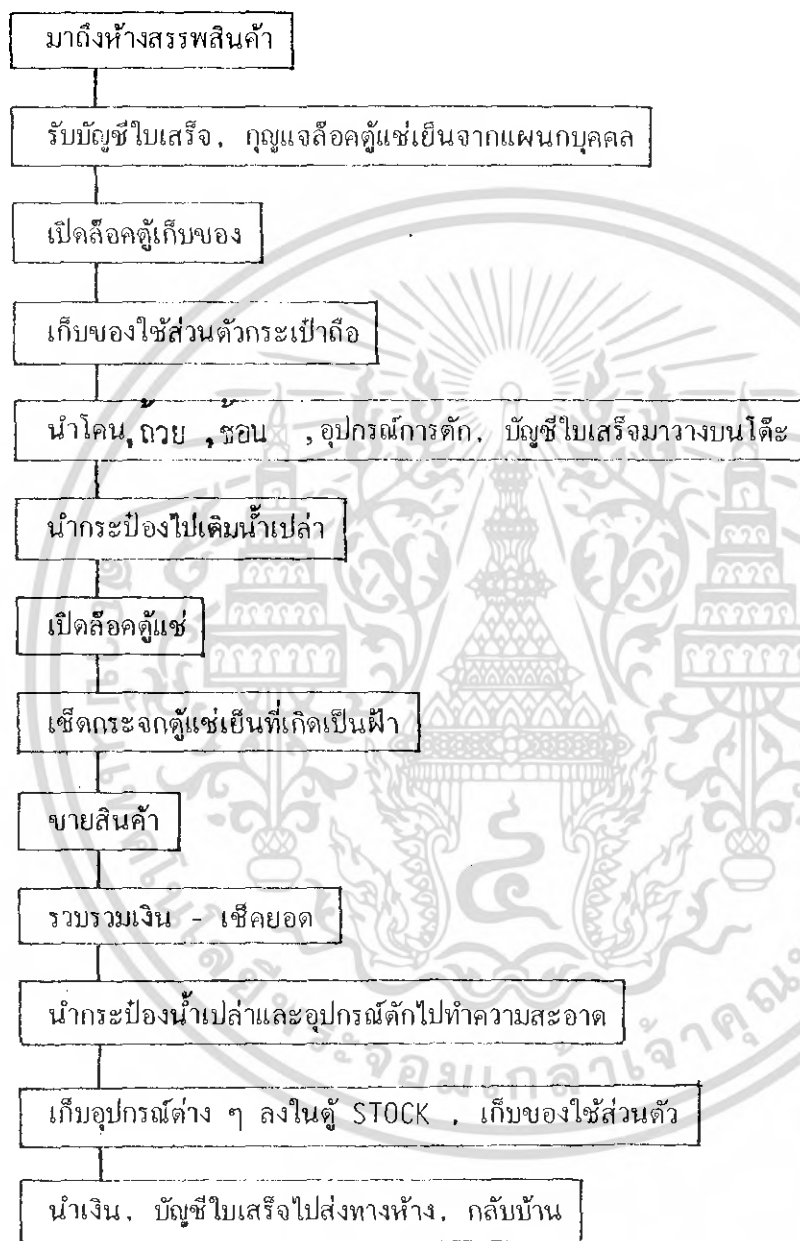 มาถึงห้างสรรพสินค้า
รับบัญชีใบเสร็จ, กุญแจล็อคตู้แช่เย็นจากแผนกบุคคล
เปิดล็อคตู้เก็บของ
เก็บของใช้ส่วนตัวกระเป๋าถือ
นำโคน, ถ้วย , ช้อน , อุปกรณ์การตัก, บัญชีใบเสร็จมาวางบนโต๊ะ
นำกระป๋องไปเติมน้ำเปล่า
เปิดล็อคตู้แช่
เช็ดกระจกตู้แช่เย็นที่เกิดเป็นฝ้า
ขายสินค้า
รวบรวมเงิน - เช็คยอด
นำกระป๋องน้ำเปล่าและอุปกรณ์ตักไปทำความสะอาด
เก็บอุปกรณ์ต่าง ๆ ลงในตู้ STOCK , เก็บของใช้ส่วนตัว
นำเงิน, บัญชีใบเสร็จไปส่งทางห้าง, กลับบ้าน